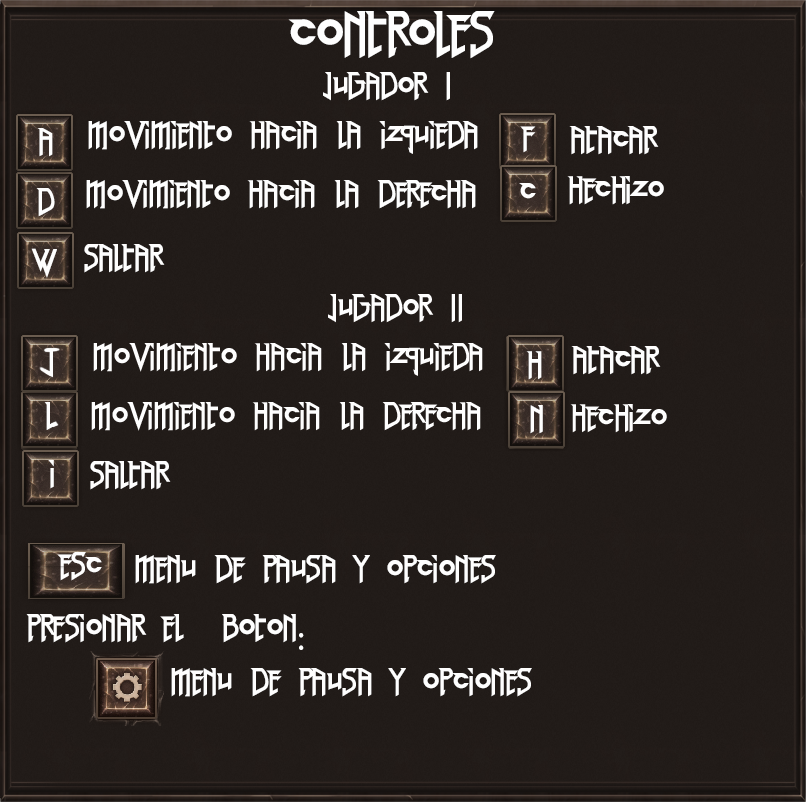 CONTROLES
JUGADOR I
A MOVIMIENTO HACIA LA IZQUIEDA F ATACAR
D MOVIMIENTO HACIA LA DERECHA C HECHIZO
W SALTAR
JUGADOR II
J MOVIMIENTO HACIA LA IZQUIEDA H ATACAR
L MOVIMIENTO HACIA LA DERECHA N HECHIZO
I SALTAR
ESC MENU DE PAUSA Y OPCIONES
PRESIONAR EL BOTON:
MENU DE PAUSA Y OPCIONES